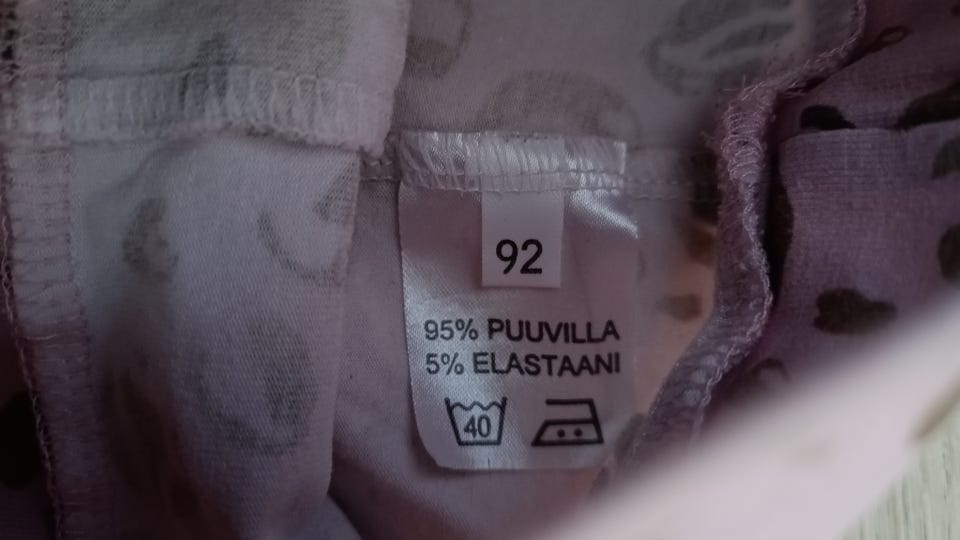 92
95% PUUVILLA
5% ELASTAANI
40